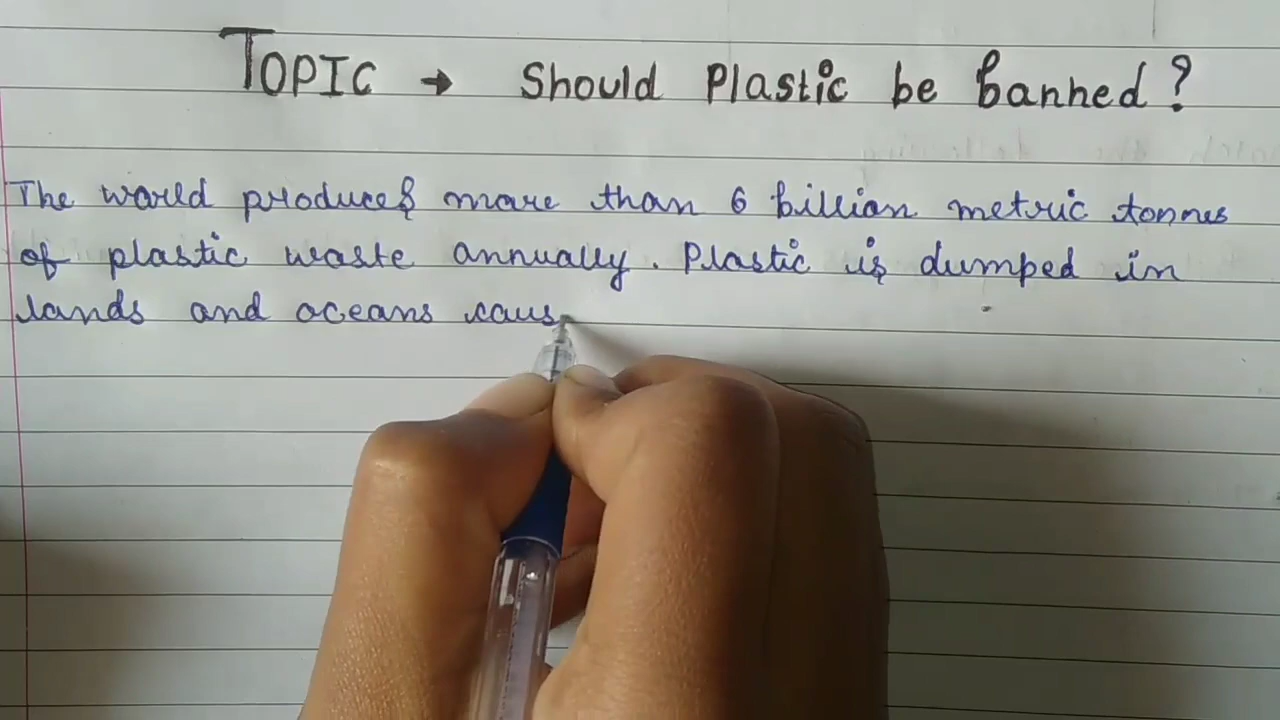 TOPIC → Should Plastic be banned?
The world produces more than 6 billion metric tonnes
of plastic waste annually. Plastic is dumped in
lands and oceans caus